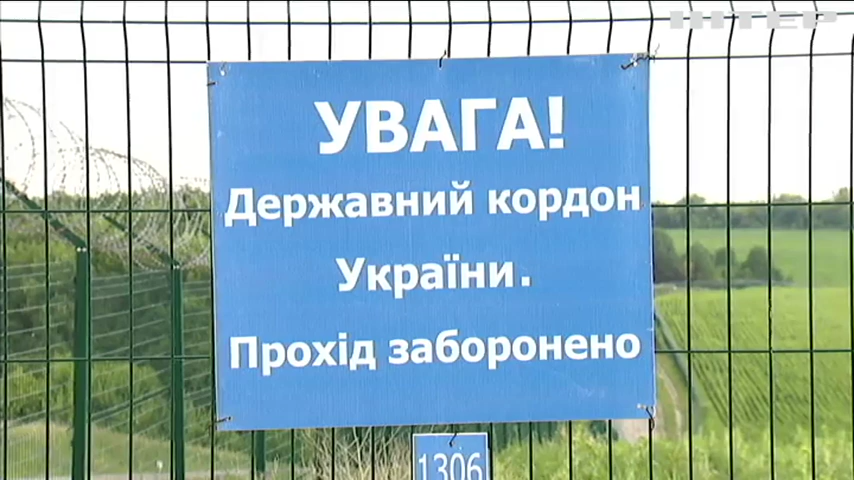 ІНТЕР
УВАГА!
Державний кордон
України.
Прохід заборонено
1306